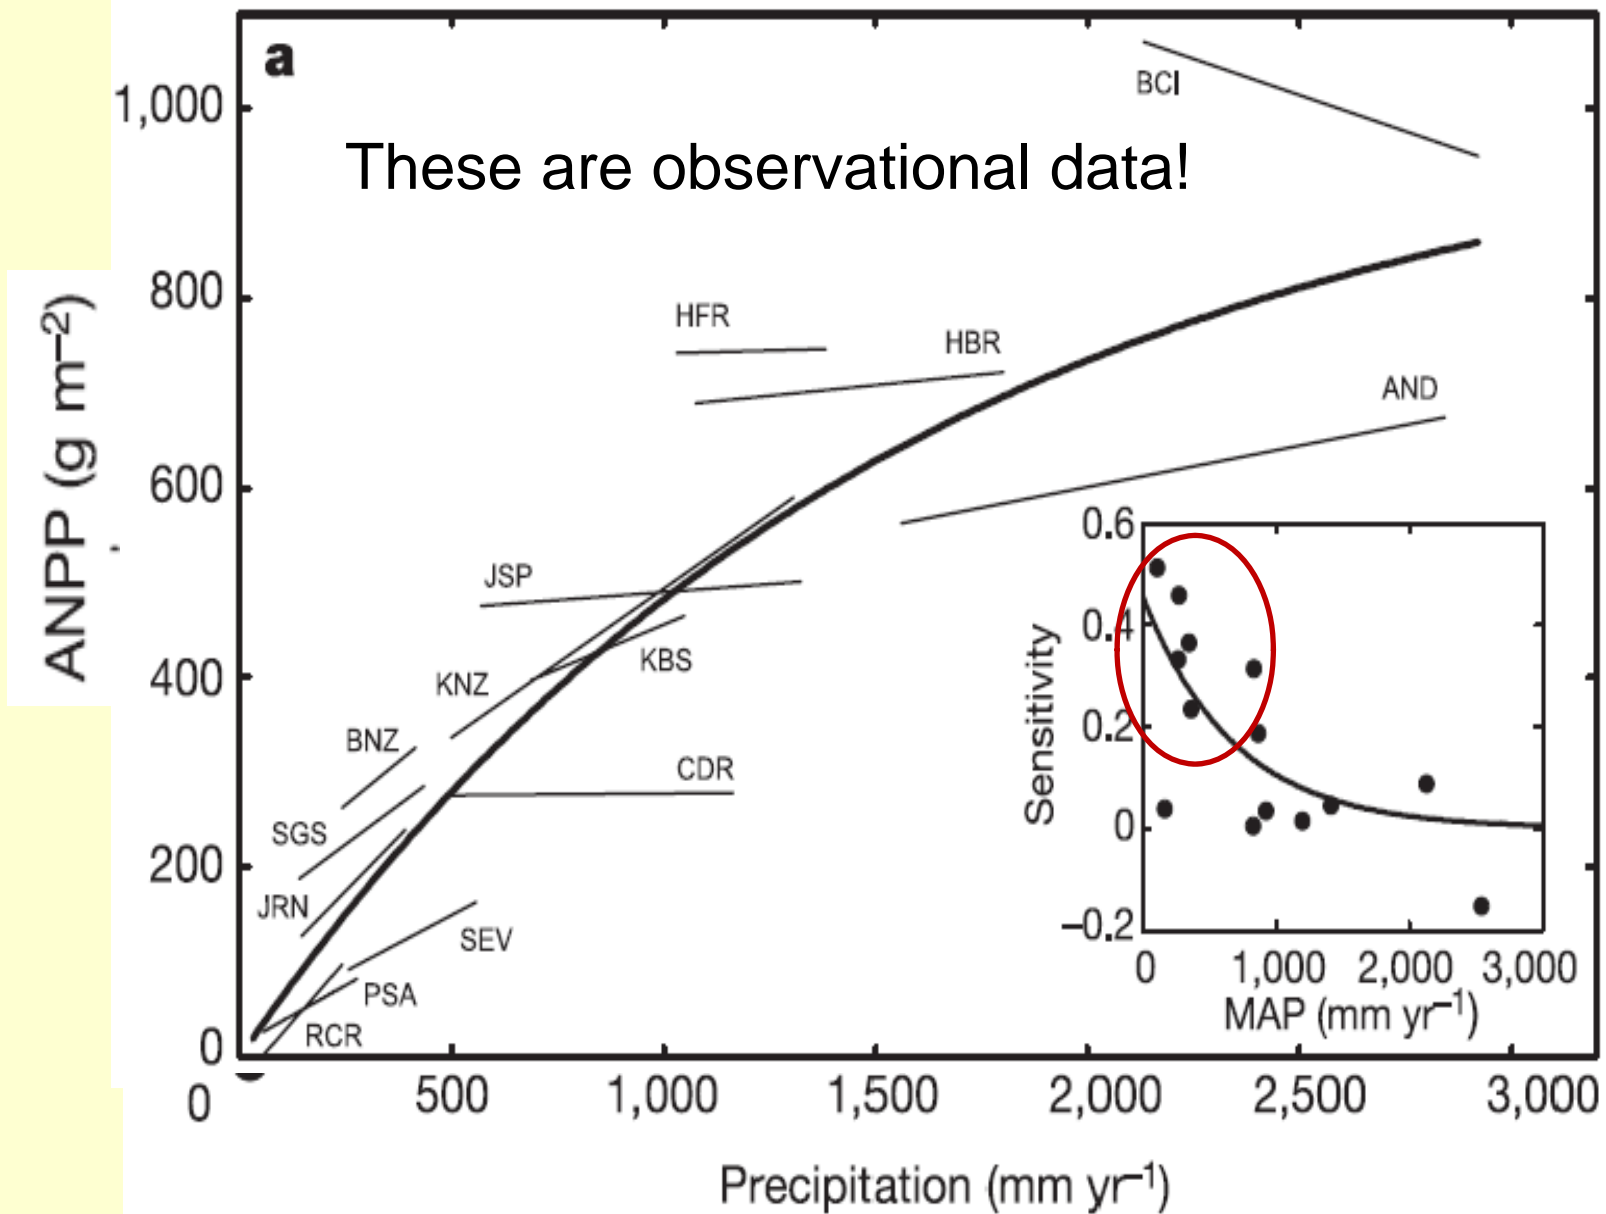 a
These are observational data!
ANPP (g m⁻²)
1,000
800
600
400
200
0
BCI
HFR
HBR
AND
JSP
KBS
KNZ
BNZ
CDR
SGS
JRN
SEV
PSA
RCR
0.6
0.4
0.2
0
–0.2
Sensitivity
0 1,000 2,000 3,000
MAP (mm yr⁻¹)
0 500 1,000 1,500 2,000 2,500 3,000
Precipitation (mm yr⁻¹)